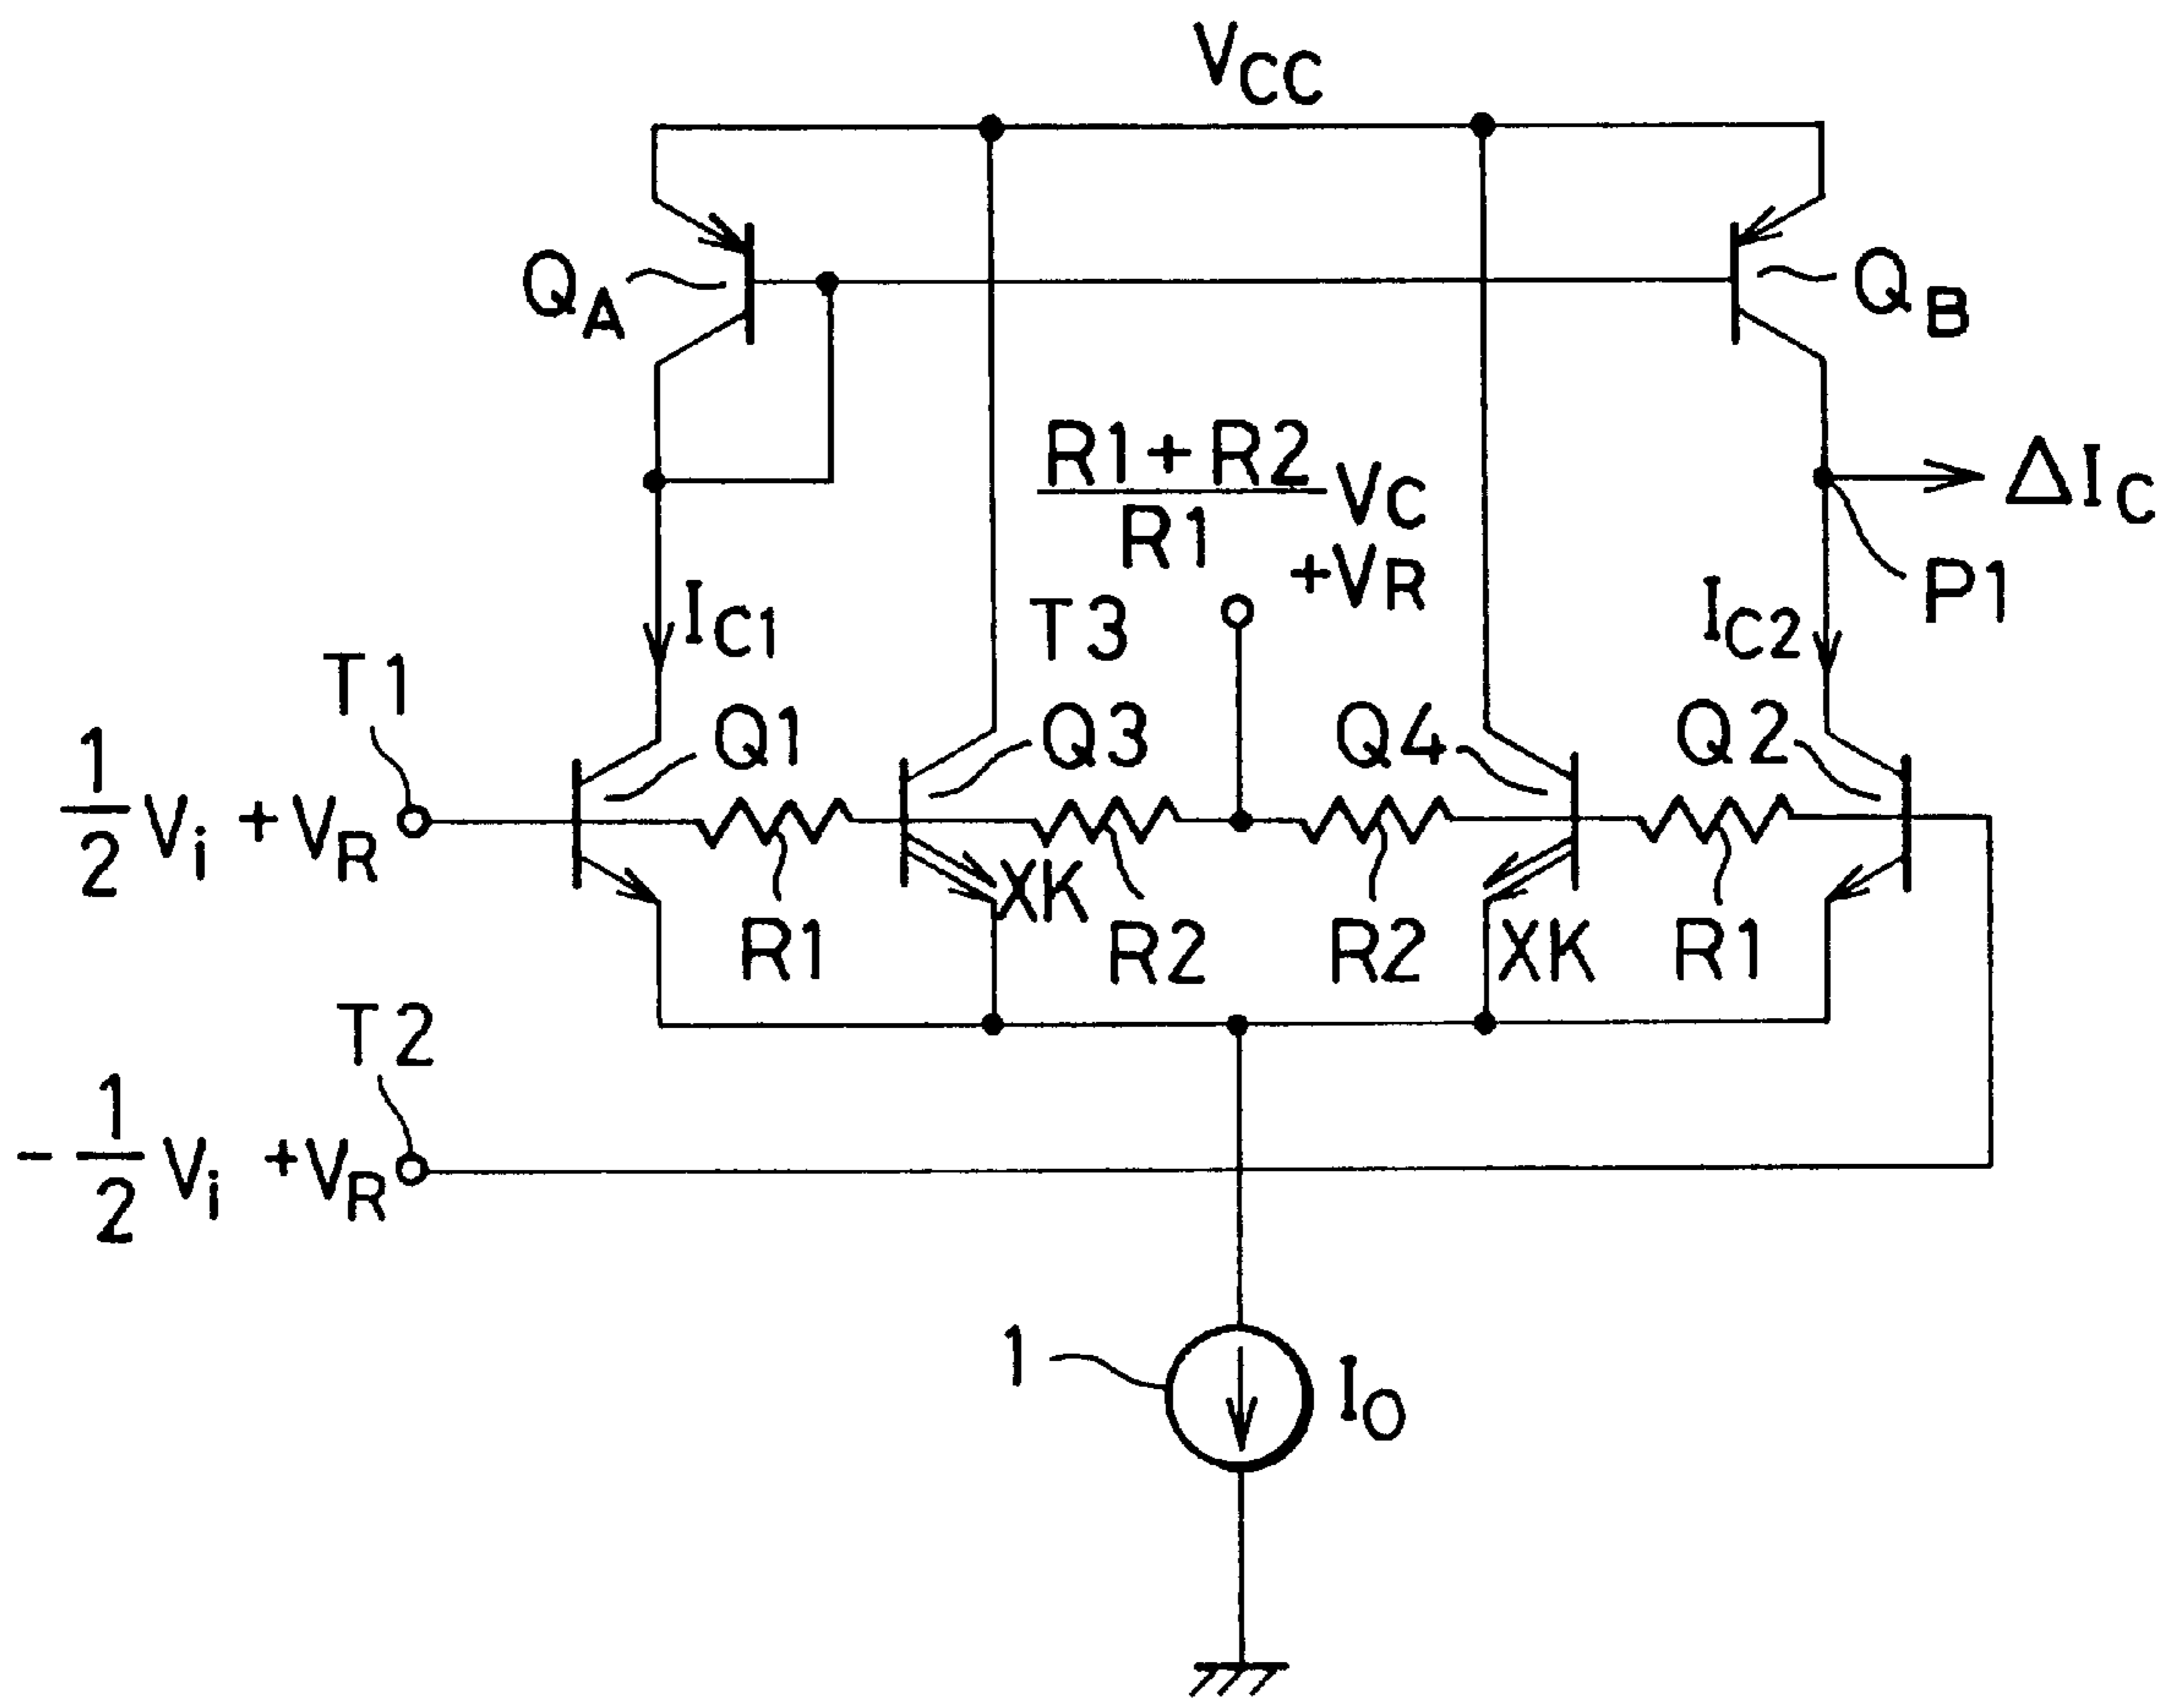 VCC
QA
QB
R1+R2
VC
R1
+VR
ΔIC
P1
IC1
IC2
T3
T1
Q1
Q3
Q4
Q2
1
2
Vi +VR
XK
R1
R2
R2
XK
R1
T2
- 1
2
Vi +VR
1
IO